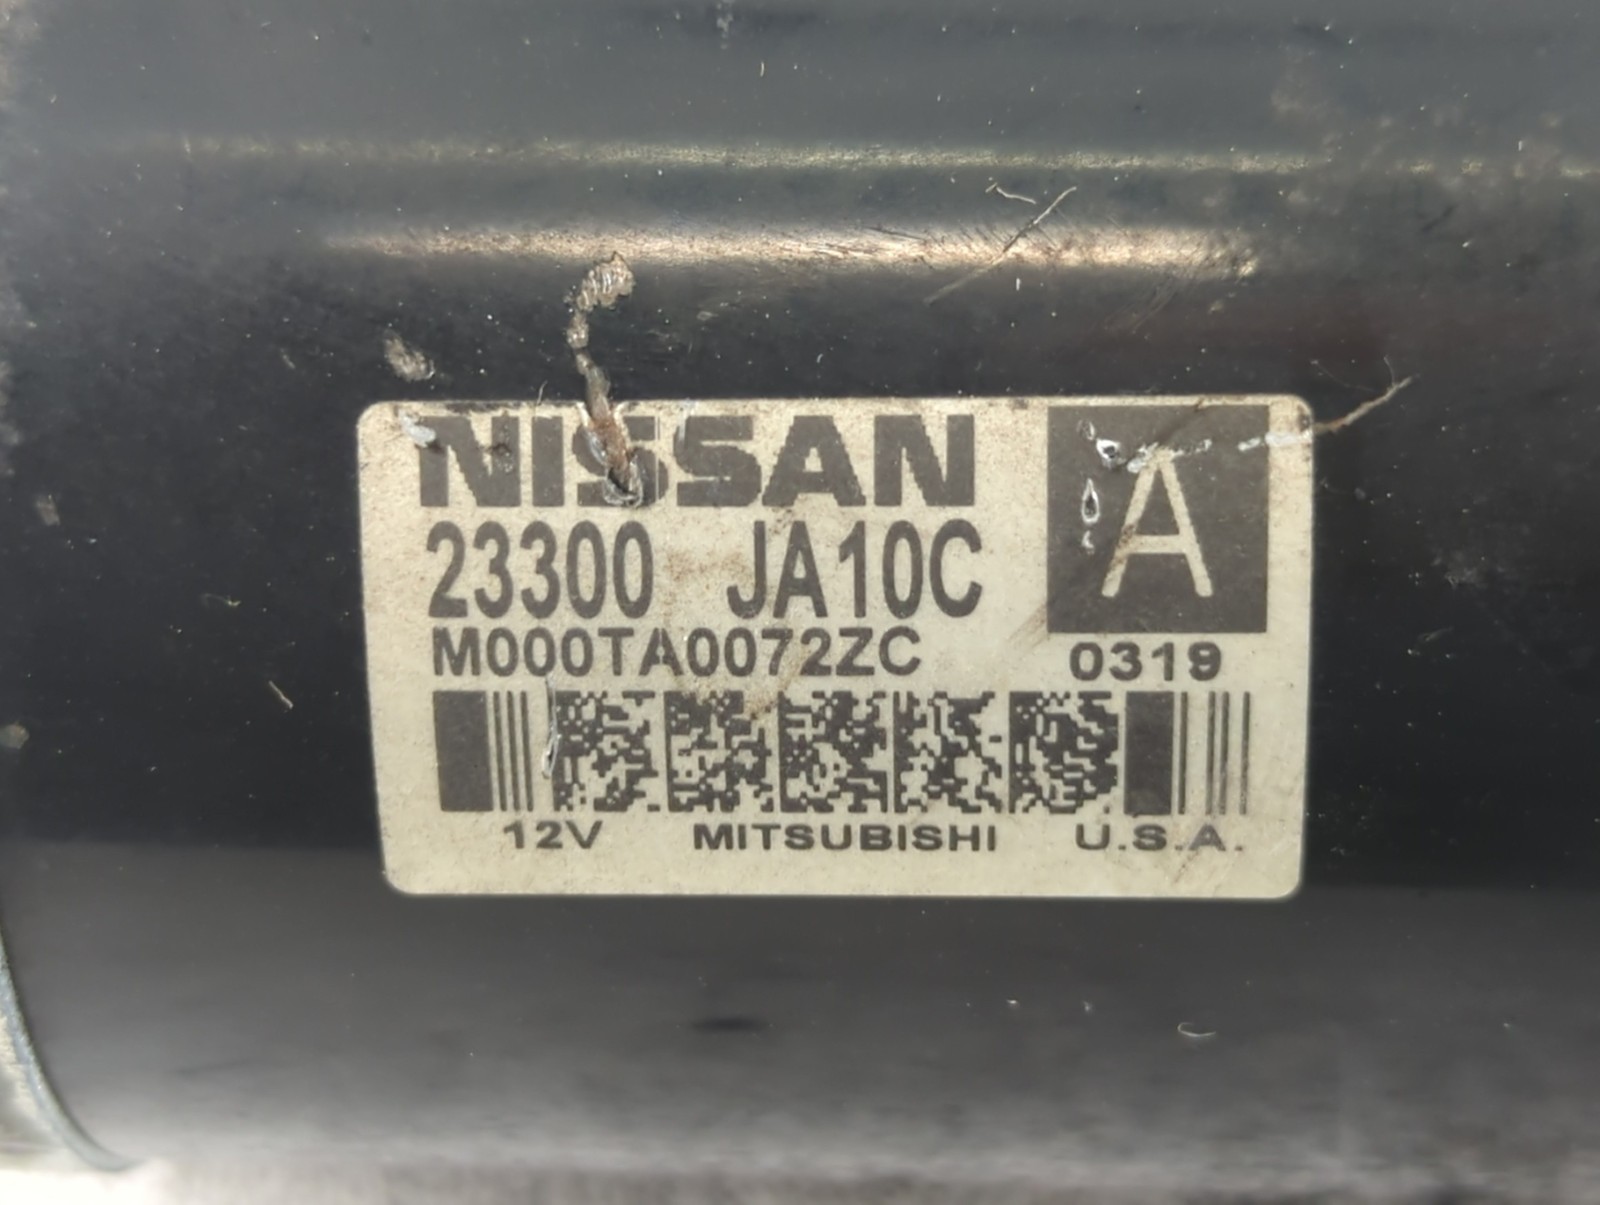 NISSAN A
23300 JA10C
M000TA0072ZC 0319
12V MITSUBISHI U.S.A.